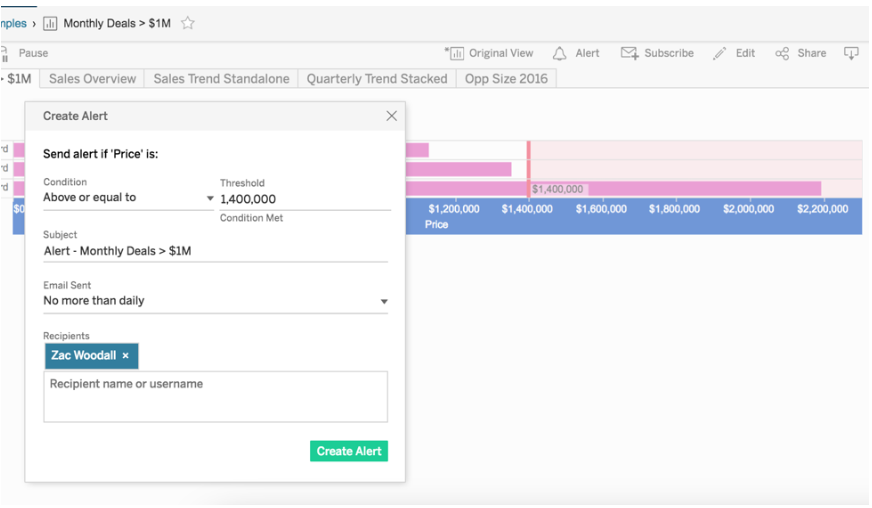 mples › Monthly Deals > $1M
Pause
Original View Alert Subscribe Edit Share
$1M Sales Overview Sales Trend Standalone Quarterly Trend Stacked Opp Size 2016
Create Alert
Send alert if 'Price' is:
Condition
Above or equal to
Threshold
1,400,000
Condition Met
Subject
Alert - Monthly Deals > $1M
Email Sent
No more than daily
Recipients
Zac Woodall ×
Recipient name or username
Create Alert
rd
rd
rd
$1,400,000
$0 $1,200,000 $1,400,000 $1,600,000 $1,800,000 $2,000,000 $2,200,000
Price